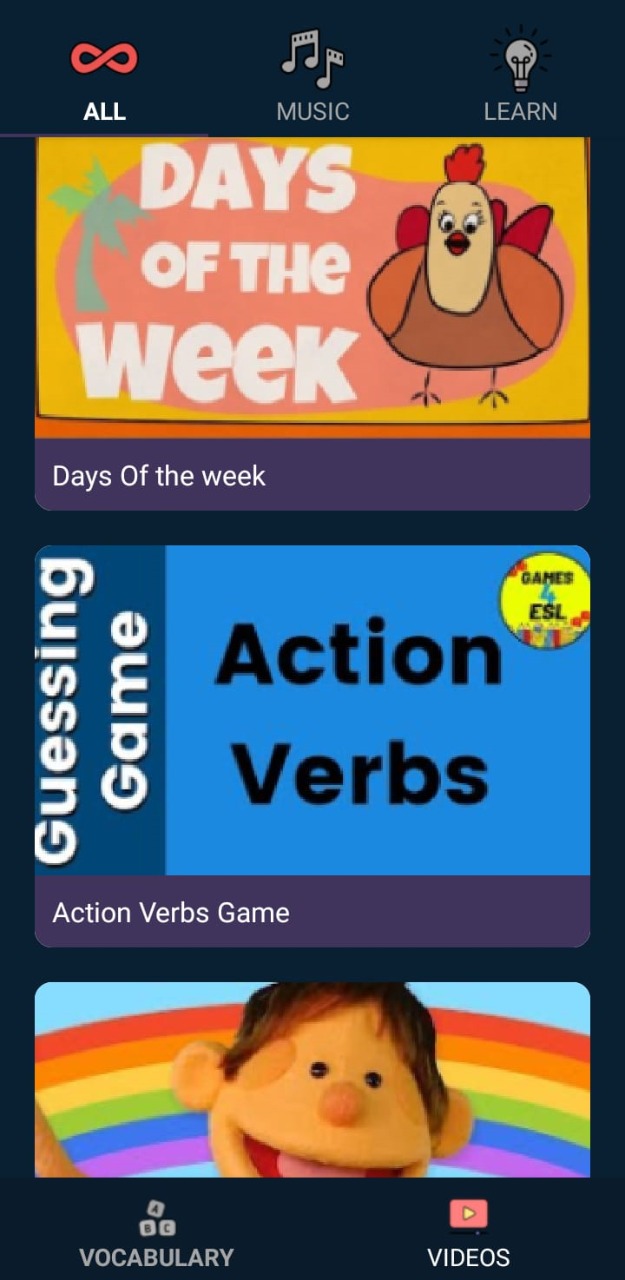 ALL
MUSIC
LEARN
DAYS
OF THE
WEEK
Days Of the week
Guessing
Game
Action
Verbs
GAMES
4
ESL
Action Verbs Game
A
B C
VOCABULARY
VIDEOS